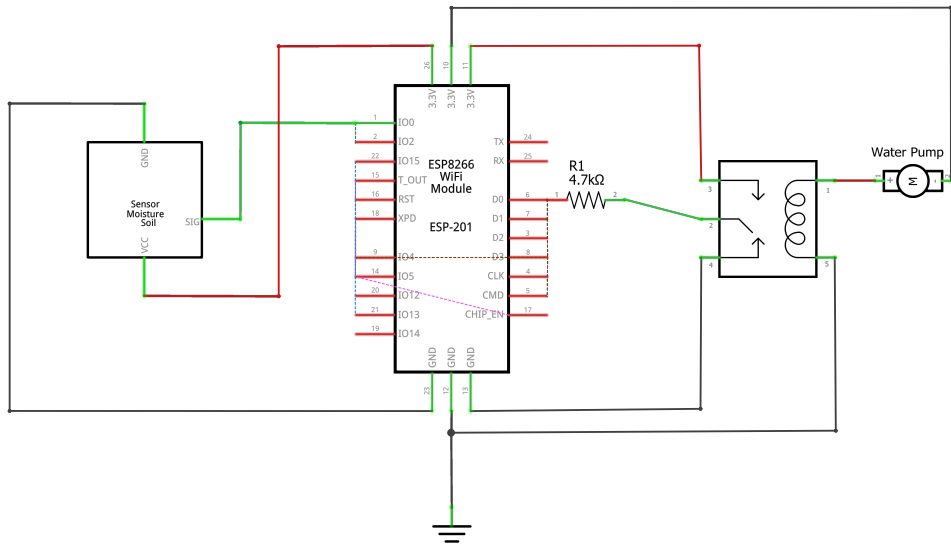 Water Pump
26
10
11
3.3V
3.3V
3.3V
GND
Sensor
Moisture
Soil
SIG
VCC
ESP8266
WiFi
Module
ESP-201
1
IO0
2
IO2
22
IO15
15
T_OUT
16
RST
18
XPD
9
IO4
14
IO5
20
IO12
21
IO13
19
IO14
TX
24
RX
25
D0
6
D1
7
D2
3
D3
8
CLK
4
CMD
5
CHIP_EN
17
GND
GND
GND
23
12
13
R1
4.7kΩ
1
2
3
2
4
1
5
1
+
M
-
2